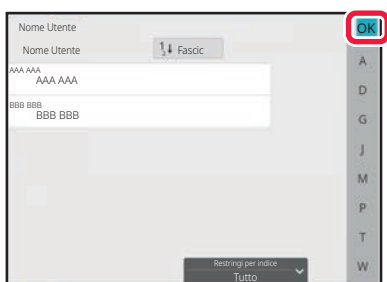 Nome Utente
OK
Nome Utente
Fascic
AAA AAA
AAA AAA
BBB BBB
BBB BBB
A
D
G
J
M
P
T
W
Restringi per indice
Tutto